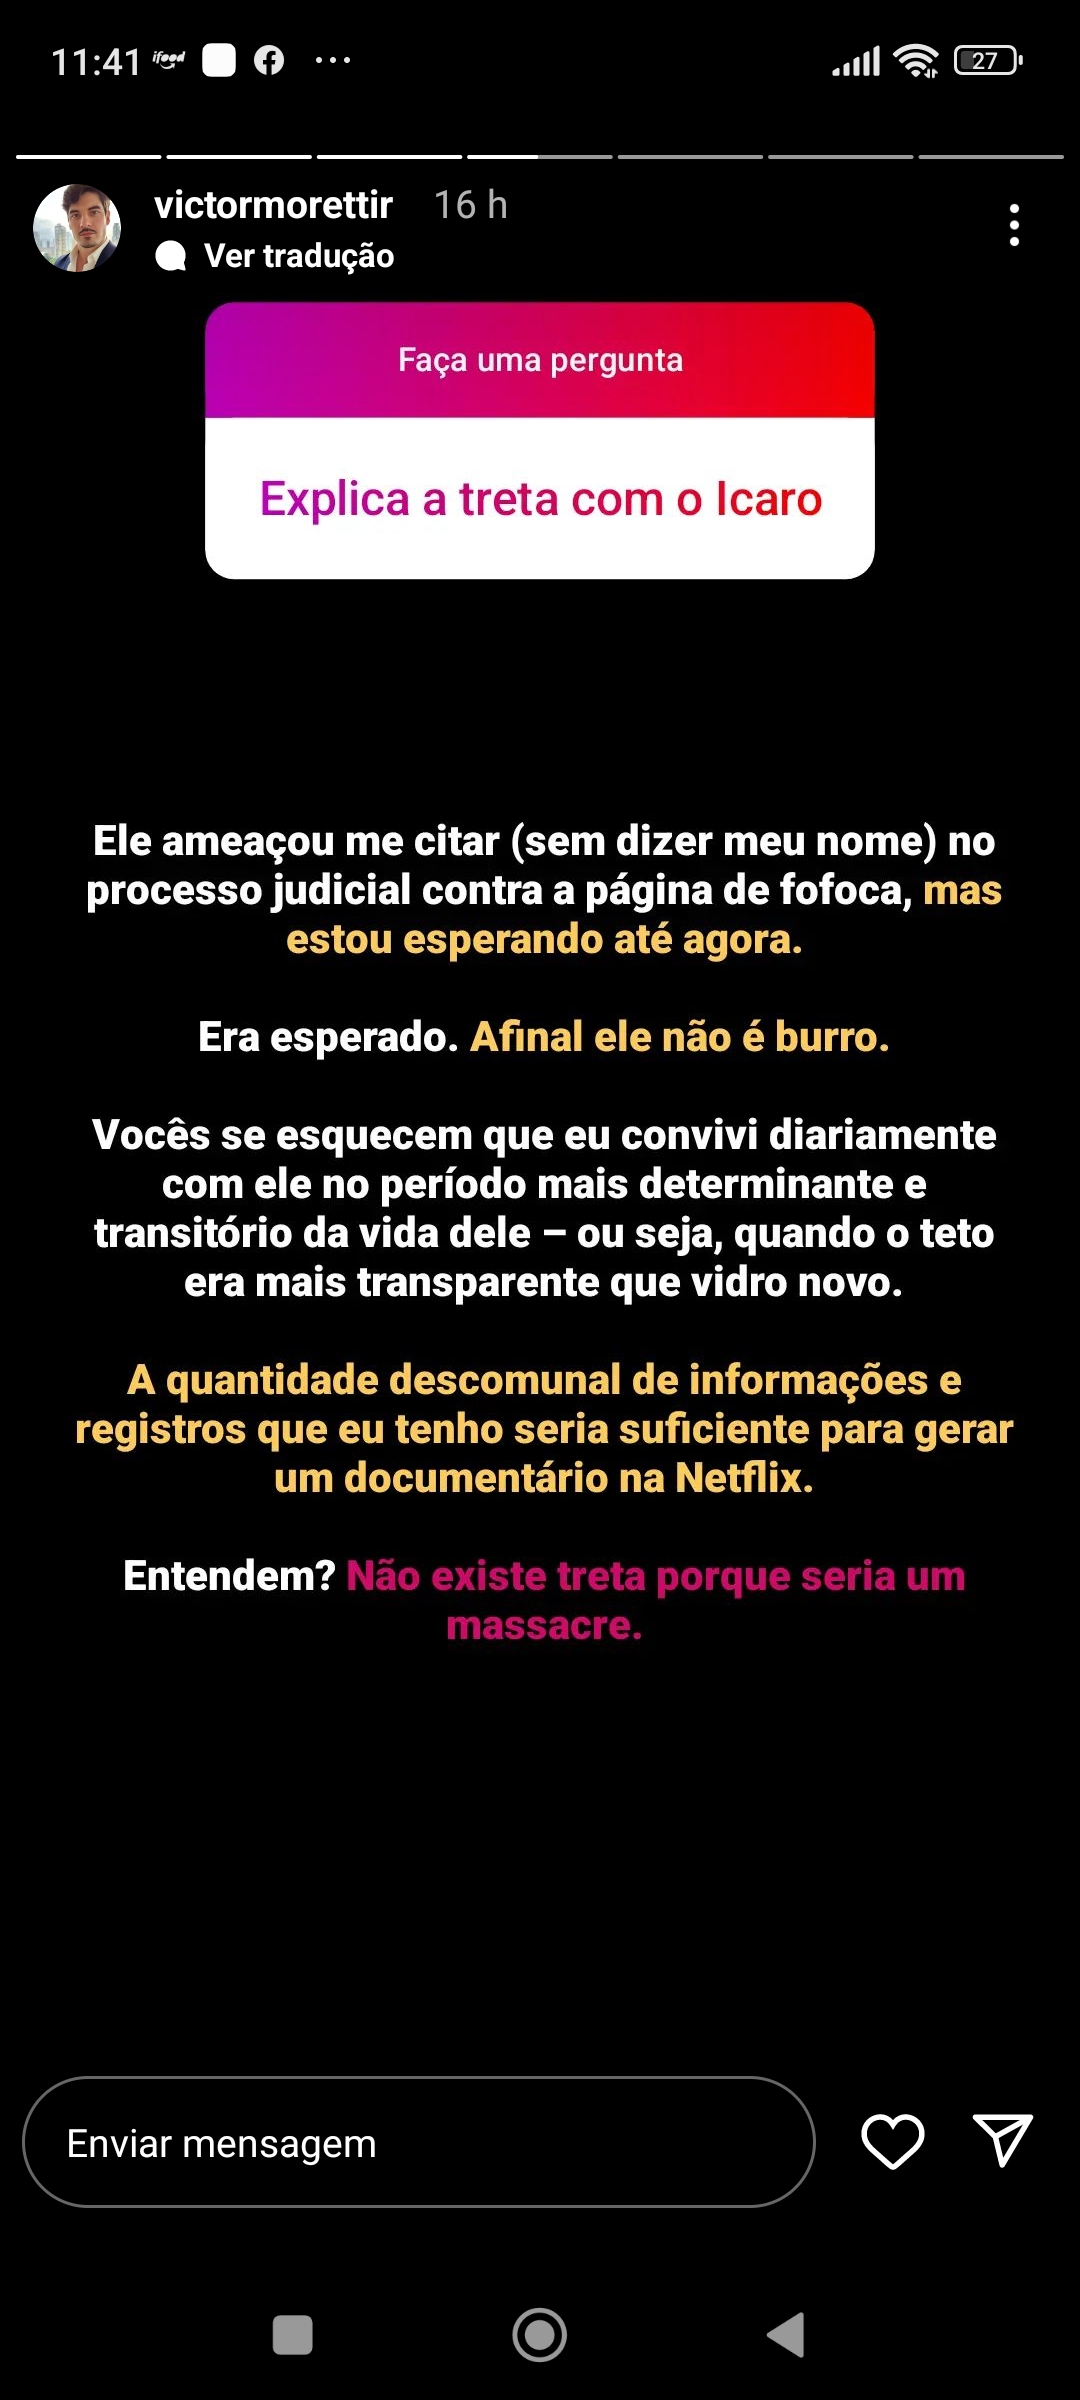 11:41 ifood 27
victormorettir 16 h
Ver tradução
Faça uma pergunta
Explica a treta com o Icaro
Ele ameaçou me citar (sem dizer meu nome) no
processo judicial contra a página de fofoca, mas
estou esperando até agora.
Era esperado. Afinal ele não é burro.
Vocês se esquecem que eu convivi diariamente
com ele no período mais determinante e
transitório da vida dele – ou seja, quando o teto
era mais transparente que vidro novo.
A quantidade descomunal de informações e
registros que eu tenho seria suficiente para gerar
um documentário na Netflix.
Entendem? Não existe treta porque seria um
massacre.
Enviar mensagem